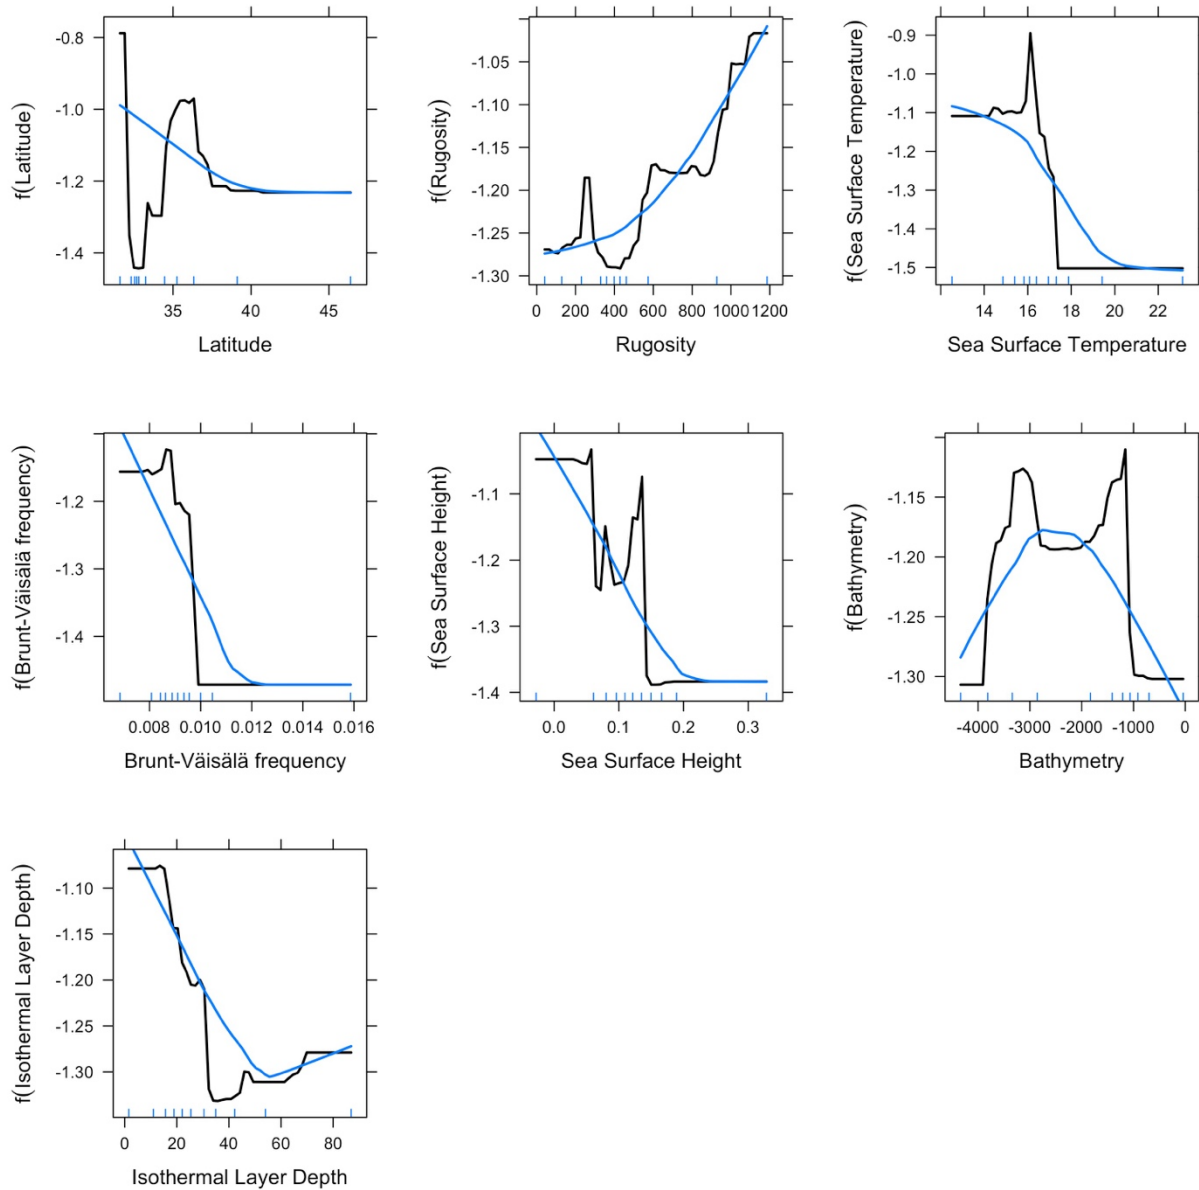 f(Latitude)
-0.8
-1.0
-1.2
-1.4
35 40 45
Latitude
f(Rugosity)
-1.05
-1.10
-1.15
-1.20
-1.25
-1.30
0 200 400 600 800 1000 1200
Rugosity
f(Sea Surface Temperature)
-0.9
-1.0
-1.1
-1.2
-1.3
-1.4
-1.5
14 16 18 20 22
Sea Surface Temperature
f(Brunt-Väisälä frequency)
-1.2
-1.3
-1.4
0.008 0.010 0.012 0.014 0.016
Brunt-Väisälä frequency
f(Sea Surface Height)
-1.1
-1.2
-1.3
-1.4
0.0 0.1 0.2 0.3
Sea Surface Height
f(Bathymetry)
-1.15
-1.20
-1.25
-1.30
-4000 -3000 -2000 -1000 0
Bathymetry
f(Isothermal Layer Depth)
-1.10
-1.15
-1.20
-1.25
-1.30
0 20 40 60 80
Isothermal Layer Depth